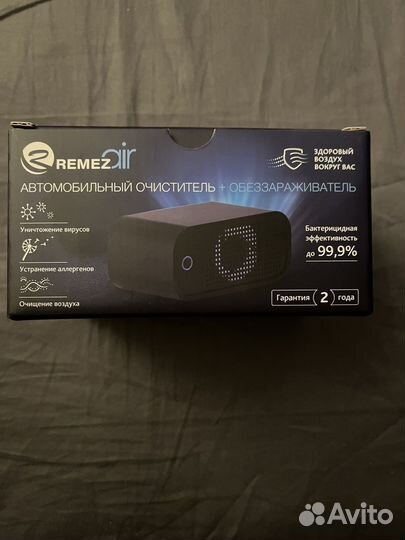 REMEZair
ЗДОРОВЫЙ
ВОЗДУХ
ВОКРУГ ВАС
АВТОМОБИЛЬНЫЙ ОЧИСТИТЕЛЬ + ОБЕЗЗАРАЖИВАТЕЛЬ
Уничтожение вирусов
Устранение аллергенов
Очищение воздуха
Бактерицидная
эффективность
до 99,9%
Гарантия 2 года
Avito